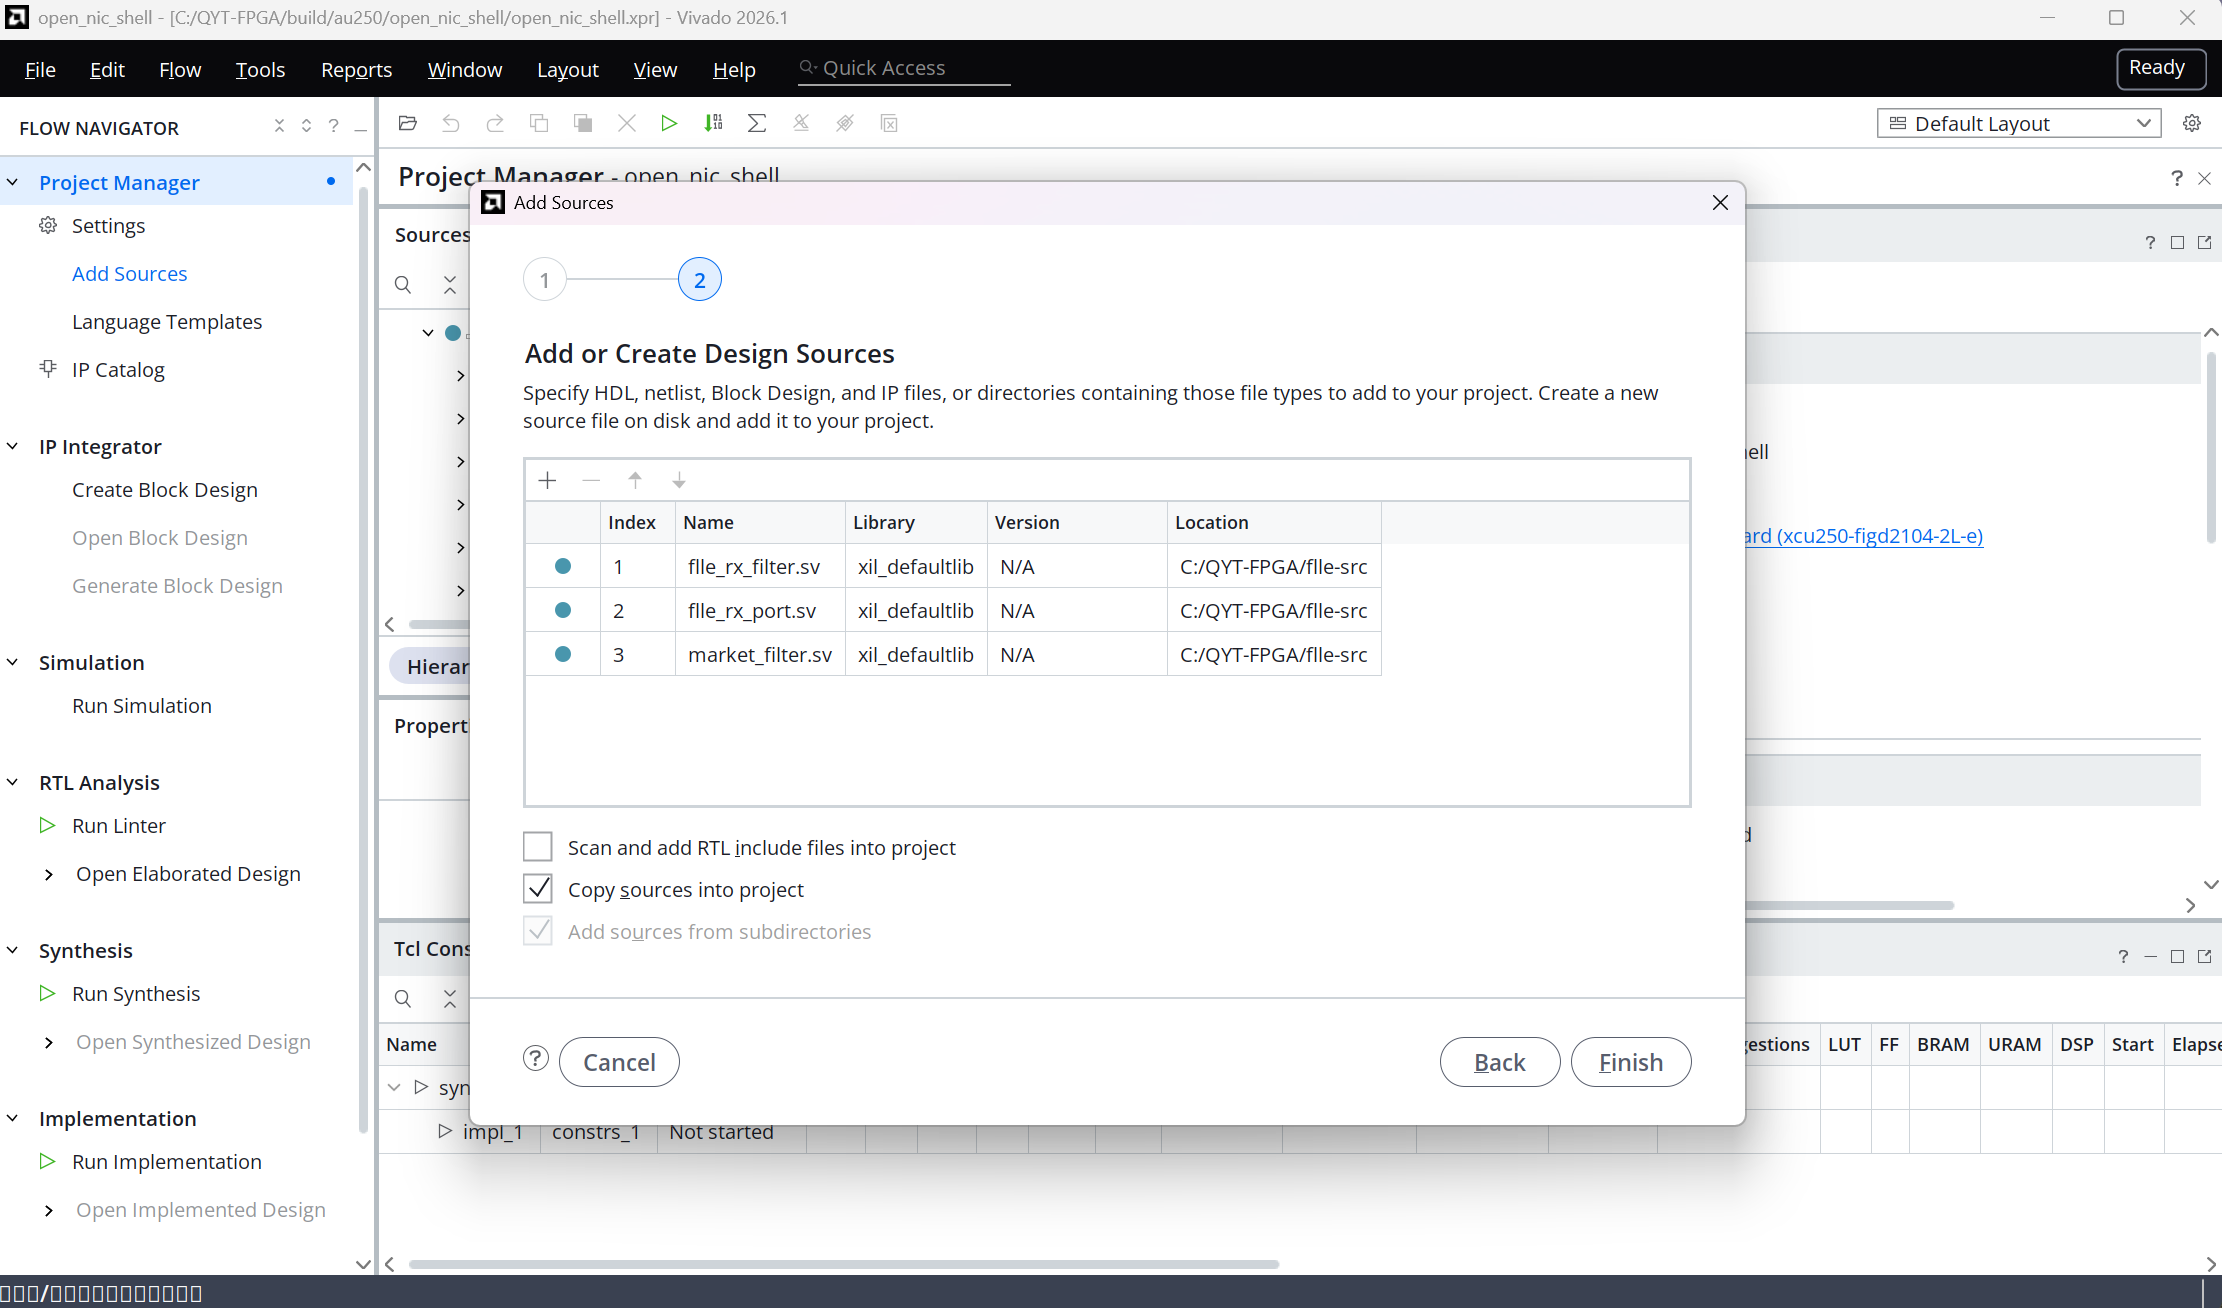 open_nic_shell - [C:/QYT-FPGA/build/au250/open_nic_shell/open_nic_shell.xpr] - Vivado 2026.1
File Edit Flow Tools Reports Window Layout View Help Quick Access Ready
FLOW NAVIGATOR
Default Layout
Project Manager
Settings
Add Sources
Language Templates
IP Catalog
IP Integrator
Create Block Design
Open Block Design
Generate Block Design
Simulation
Run Simulation
RTL Analysis
Run Linter
Open Elaborated Design
Synthesis
Run Synthesis
Open Synthesized Design
Implementation
Run Implementation
Open Implemented Design
Project Manager - open_nic_shell
Sources
Hierar
Propert
Add Sources
1 2
Add or Create Design Sources
Specify HDL, netlist, Block Design, and IP files, or directories containing those file types to add to your project. Create a new
source file on disk and add it to your project.
Index Name Library Version Location
1 flle_rx_filter.sv xil_defaultlib N/A C:/QYT-FPGA/flle-src
2 flle_rx_port.sv xil_defaultlib N/A C:/QYT-FPGA/flle-src
3 market_filter.sv xil_defaultlib N/A C:/QYT-FPGA/flle-src
Scan and add RTL include files into project
Copy sources into project
Add sources from subdirectories
? Cancel Back Finish
ell
ard (xcu250-figd2104-2L-e)
d
Tcl Cons
Name estions LUT FF BRAM URAM DSP Start Elapse
syn
impl_1 constrs_1 Not started